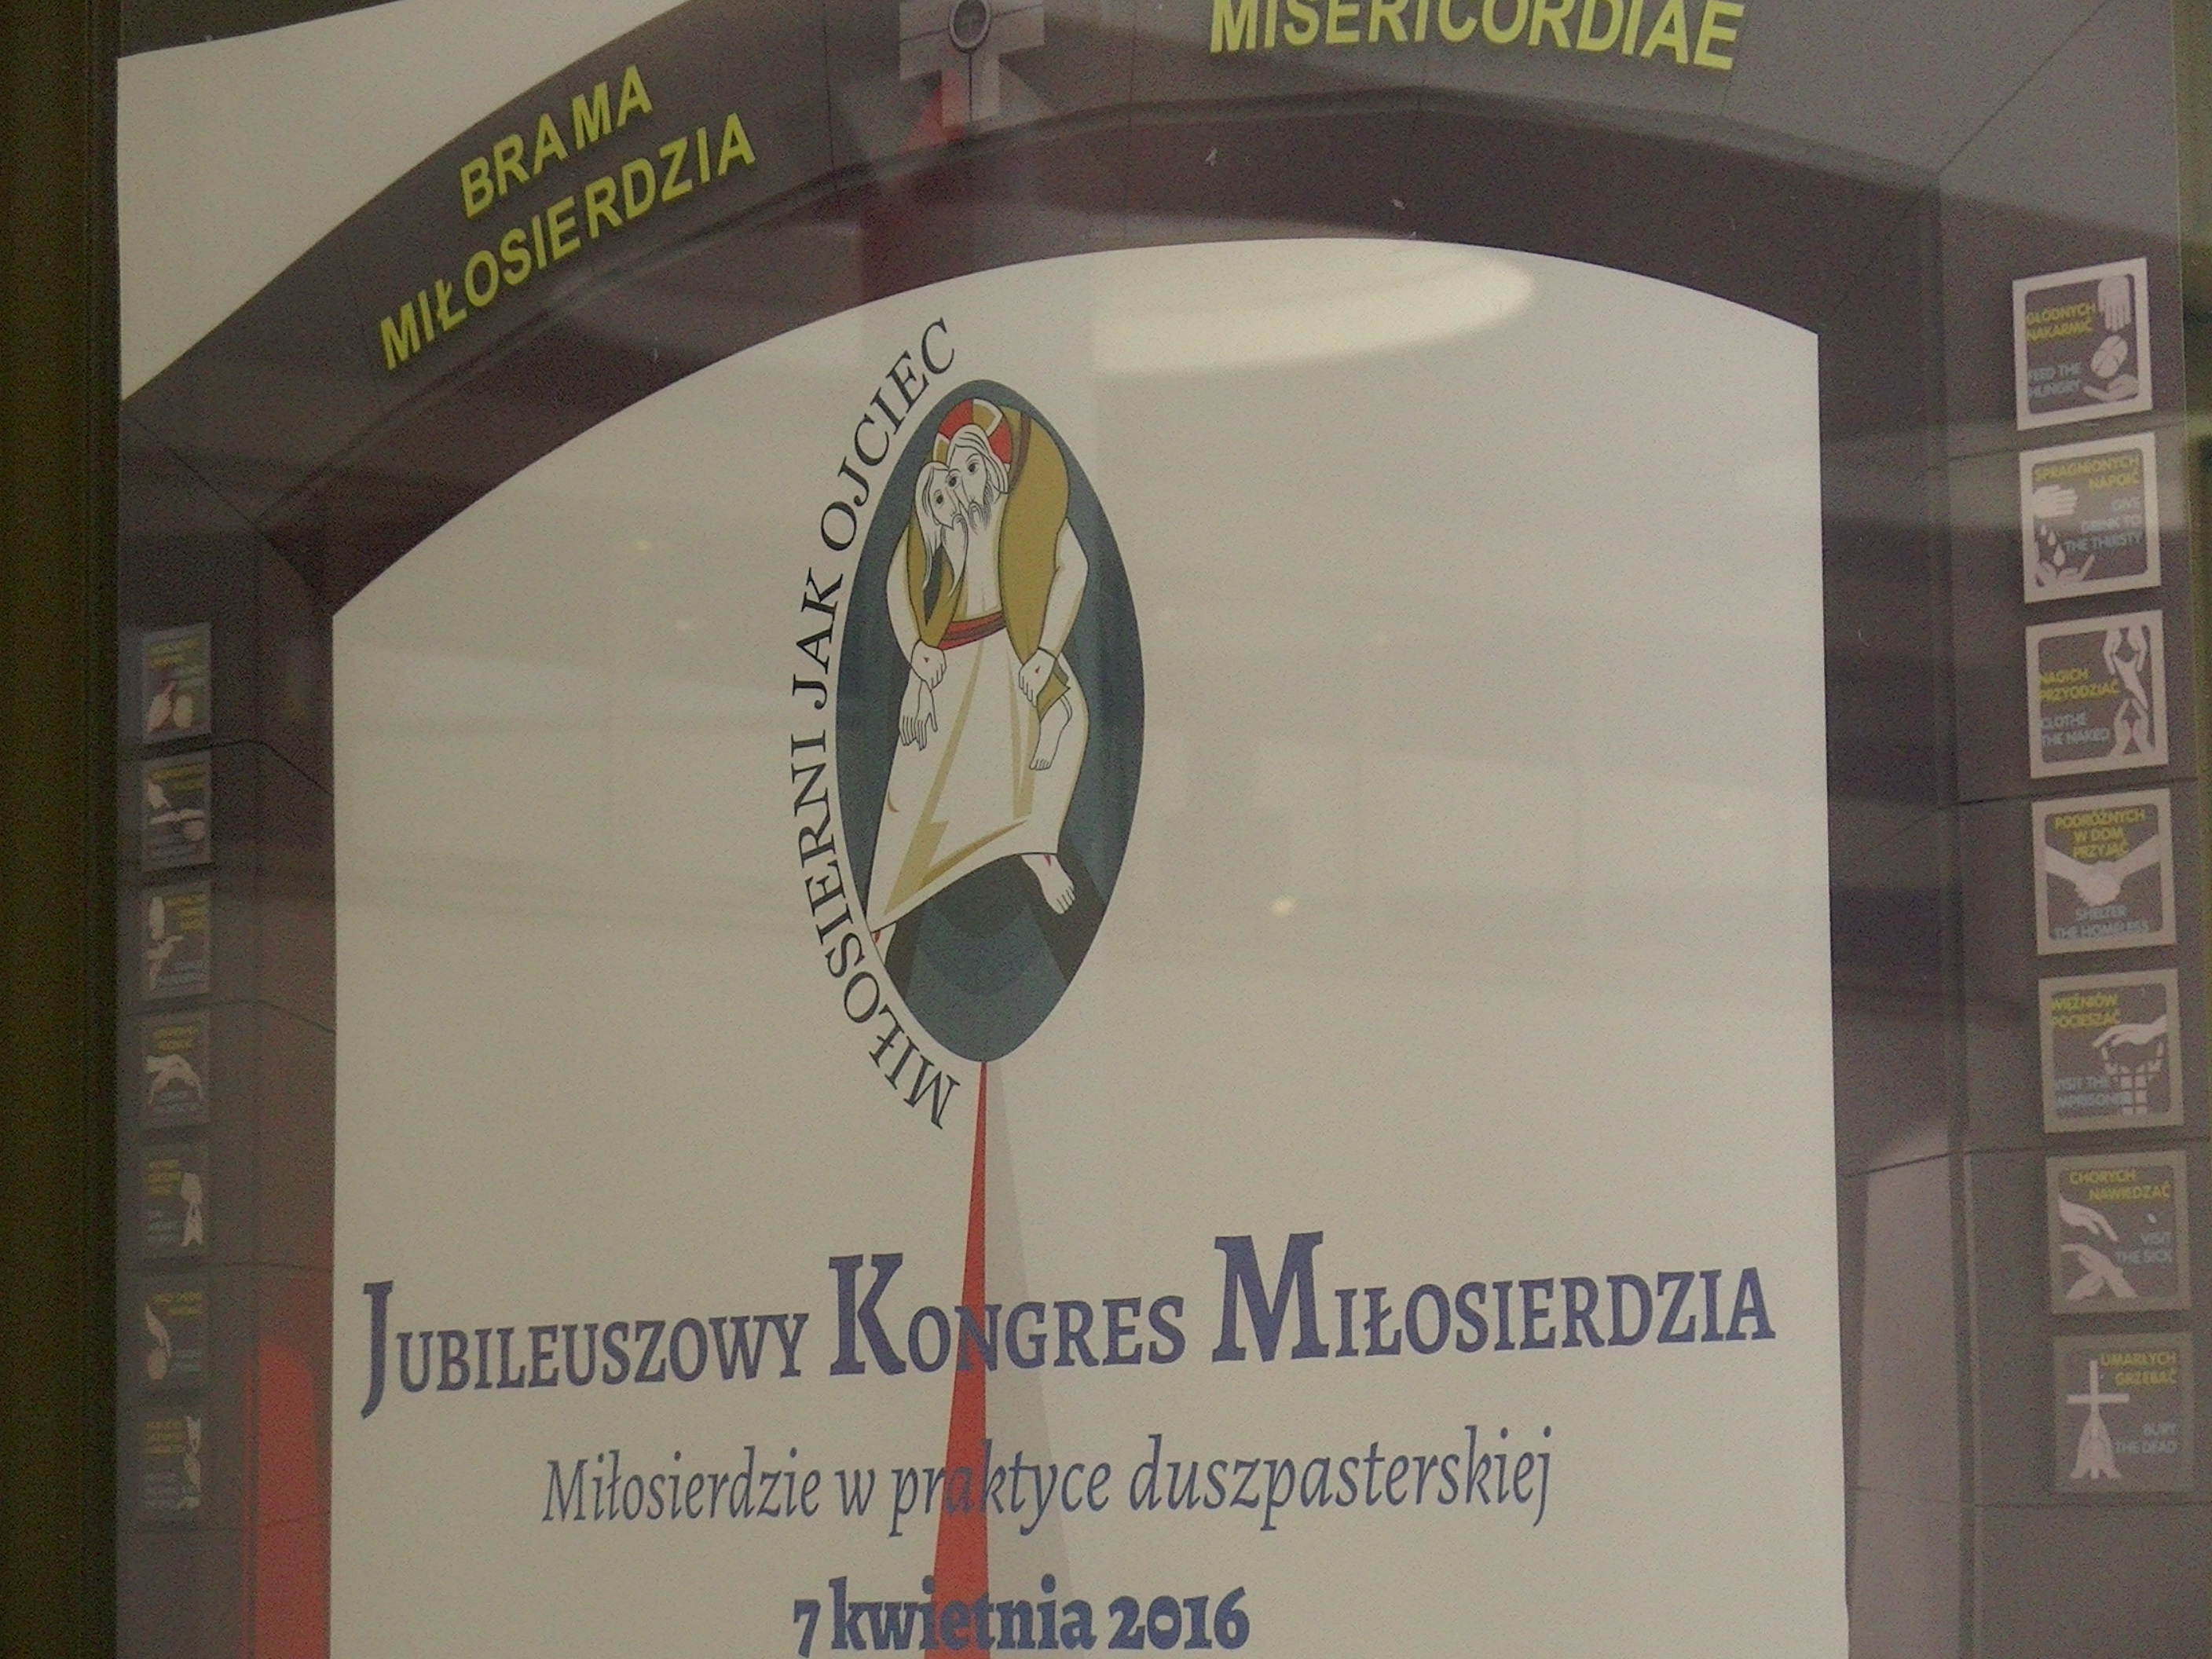 BRAMA
MIŁOSIERDZIA
MISERICORDIAE
MIŁOSIERNI JAK OJCIEC
GŁODNYCH
NAKARMIĆ
FEED THE
HUNGRY
SPRAGNIONYCH
NAPOIĆ
GIVE
DRINK TO
THE THIRSTY
NAGICH
PRZYODZIAĆ
CLOTHE
THE NAKED
PODRÓŻNYCH
W DOM
PRZYJĄĆ
SHELTER
THE HOMELESS
WIĘŹNIÓW
POCIESZAĆ
VISIT THE
IMPRISONED
CHORYCH
NAWIEDZAĆ
VISIT
THE SICK
UMARŁYCH
GRZEBAĆ
BURY
THE DEAD
JUBILEUSZOWY KONGRES MIŁOSIERDZIA
Miłosierdzie w praktyce duszpasterskiej
7 kwietnia 2016